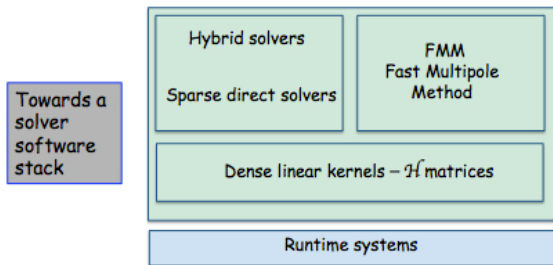 Towards a
solver
software
stack
Hybrid solvers
Sparse direct solvers
FMM
Fast Multipole
Method
Dense linear kernels – ℋ matrices
Runtime systems